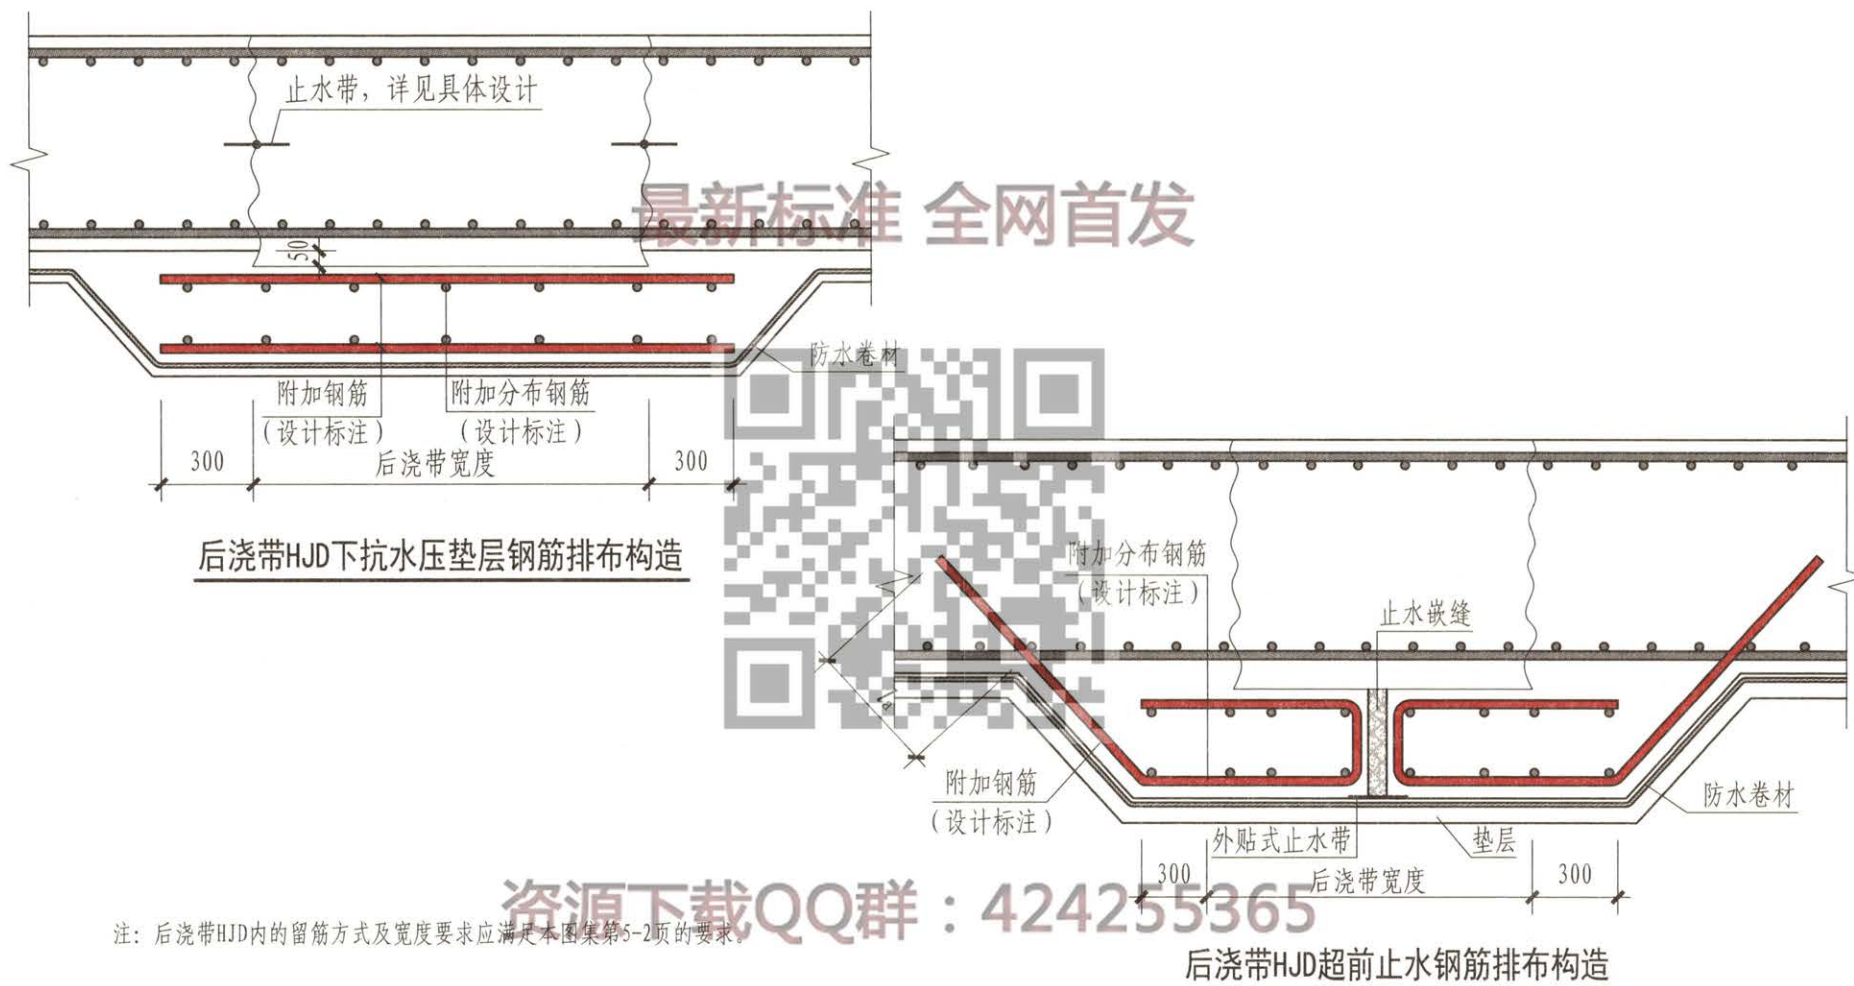 止水带，详见具体设计
最新标准 全网首发
50
防水卷材
附加钢筋
（设计标注）
附加分布钢筋
（设计标注）
300
后浇带宽度
300
后浇带HJD下抗水压垫层钢筋排布构造
附加分布钢筋
（设计标注）
止水嵌缝
la
附加钢筋
（设计标注）
防水卷材
外贴式止水带
垫层
300
后浇带宽度
300
资源下载QQ群：424255365
注：后浇带HJD内的留筋方式及宽度要求应满足本图集第5-2页的要求。
后浇带HJD超前止水钢筋排布构造